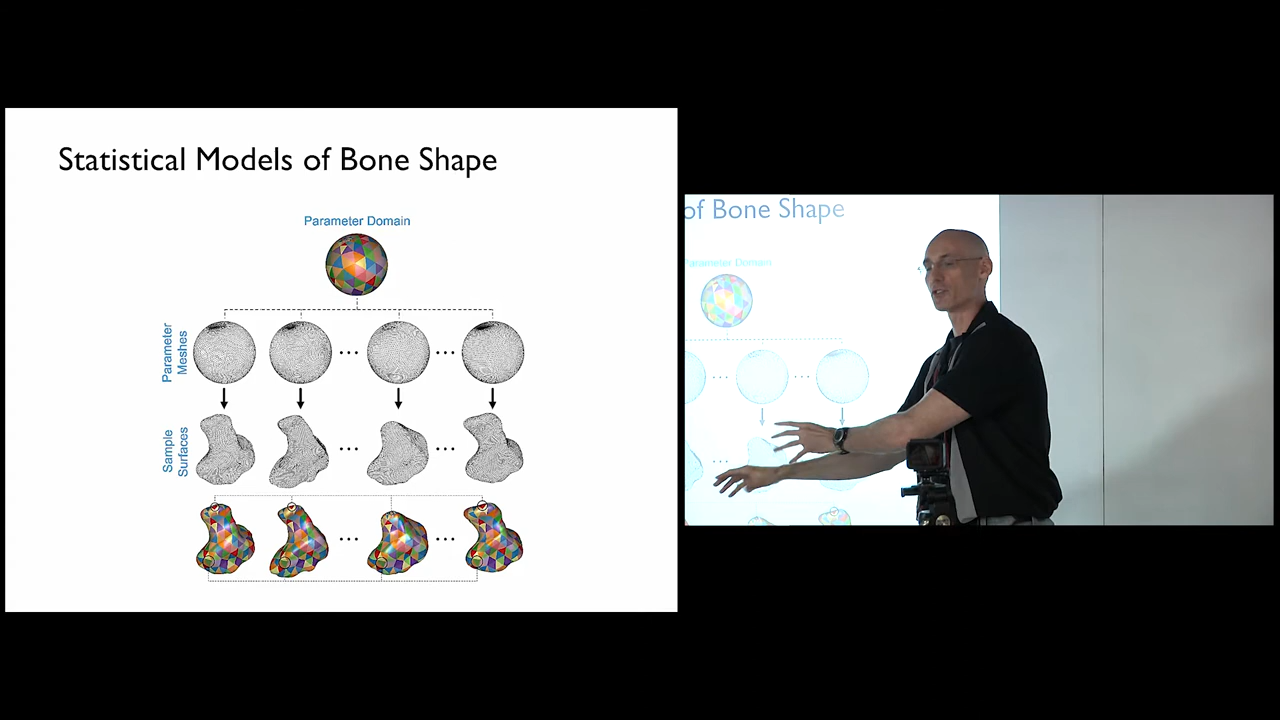 Statistical Models of Bone Shape
Parameter Domain
Parameter
Meshes
Sample
Surfaces
of Bone Shape
Parameter Domain